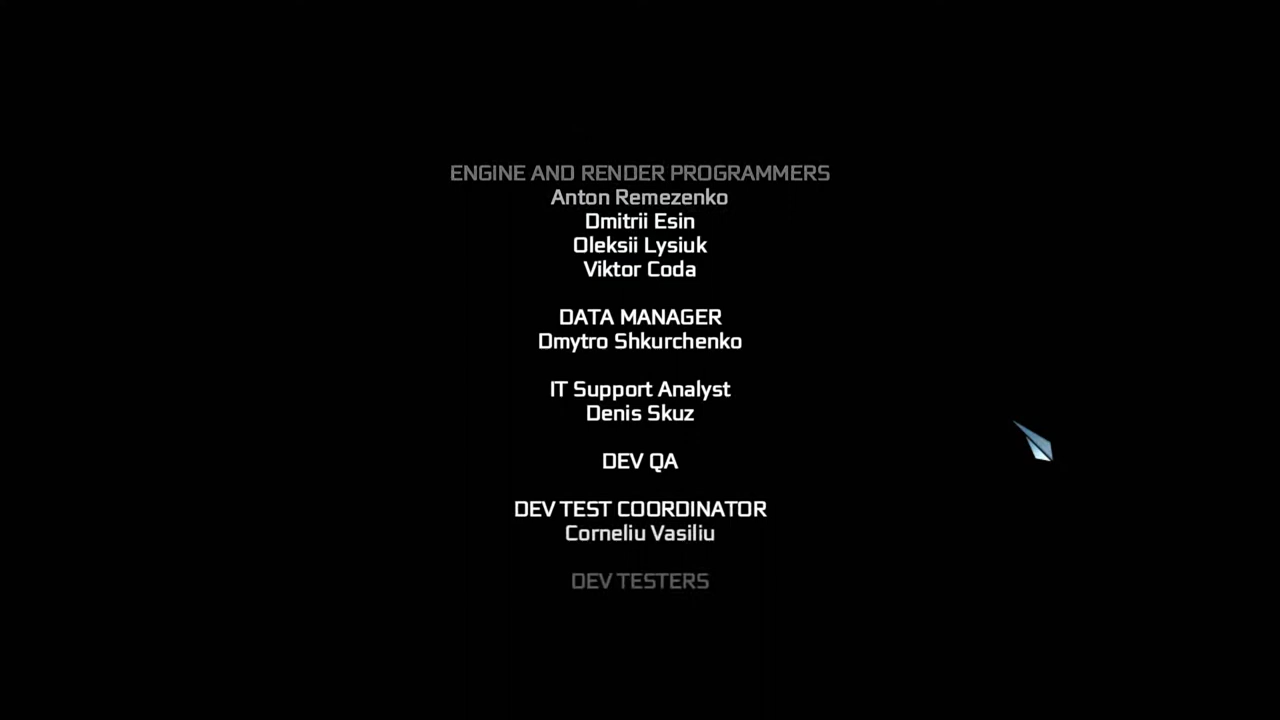 ENGINE AND RENDER PROGRAMMERS
Anton Remezenko
Dmitrii Esin
Oleksii Lysiuk
Viktor Coda
DATA MANAGER
Dmytro Shkurchenko
IT Support Analyst
Denis Skuz
DEV QA
DEV TEST COORDINATOR
Corneliu Vasiliu
DEV TESTERS